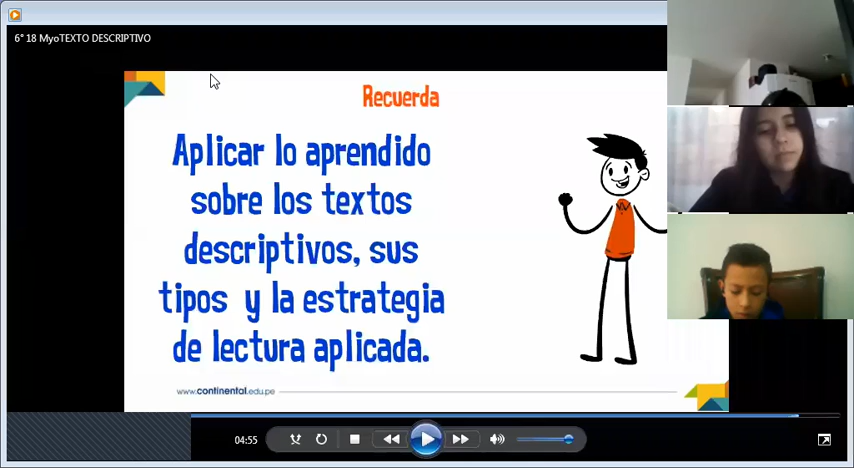 6° 18 MyoTEXTO DESCRIPTIVO
Recuerda
Aplicar lo aprendido
sobre los textos
descriptivos, sus
tipos y la estrategia
de lectura aplicada.
www.continental.edu.pe
04:55